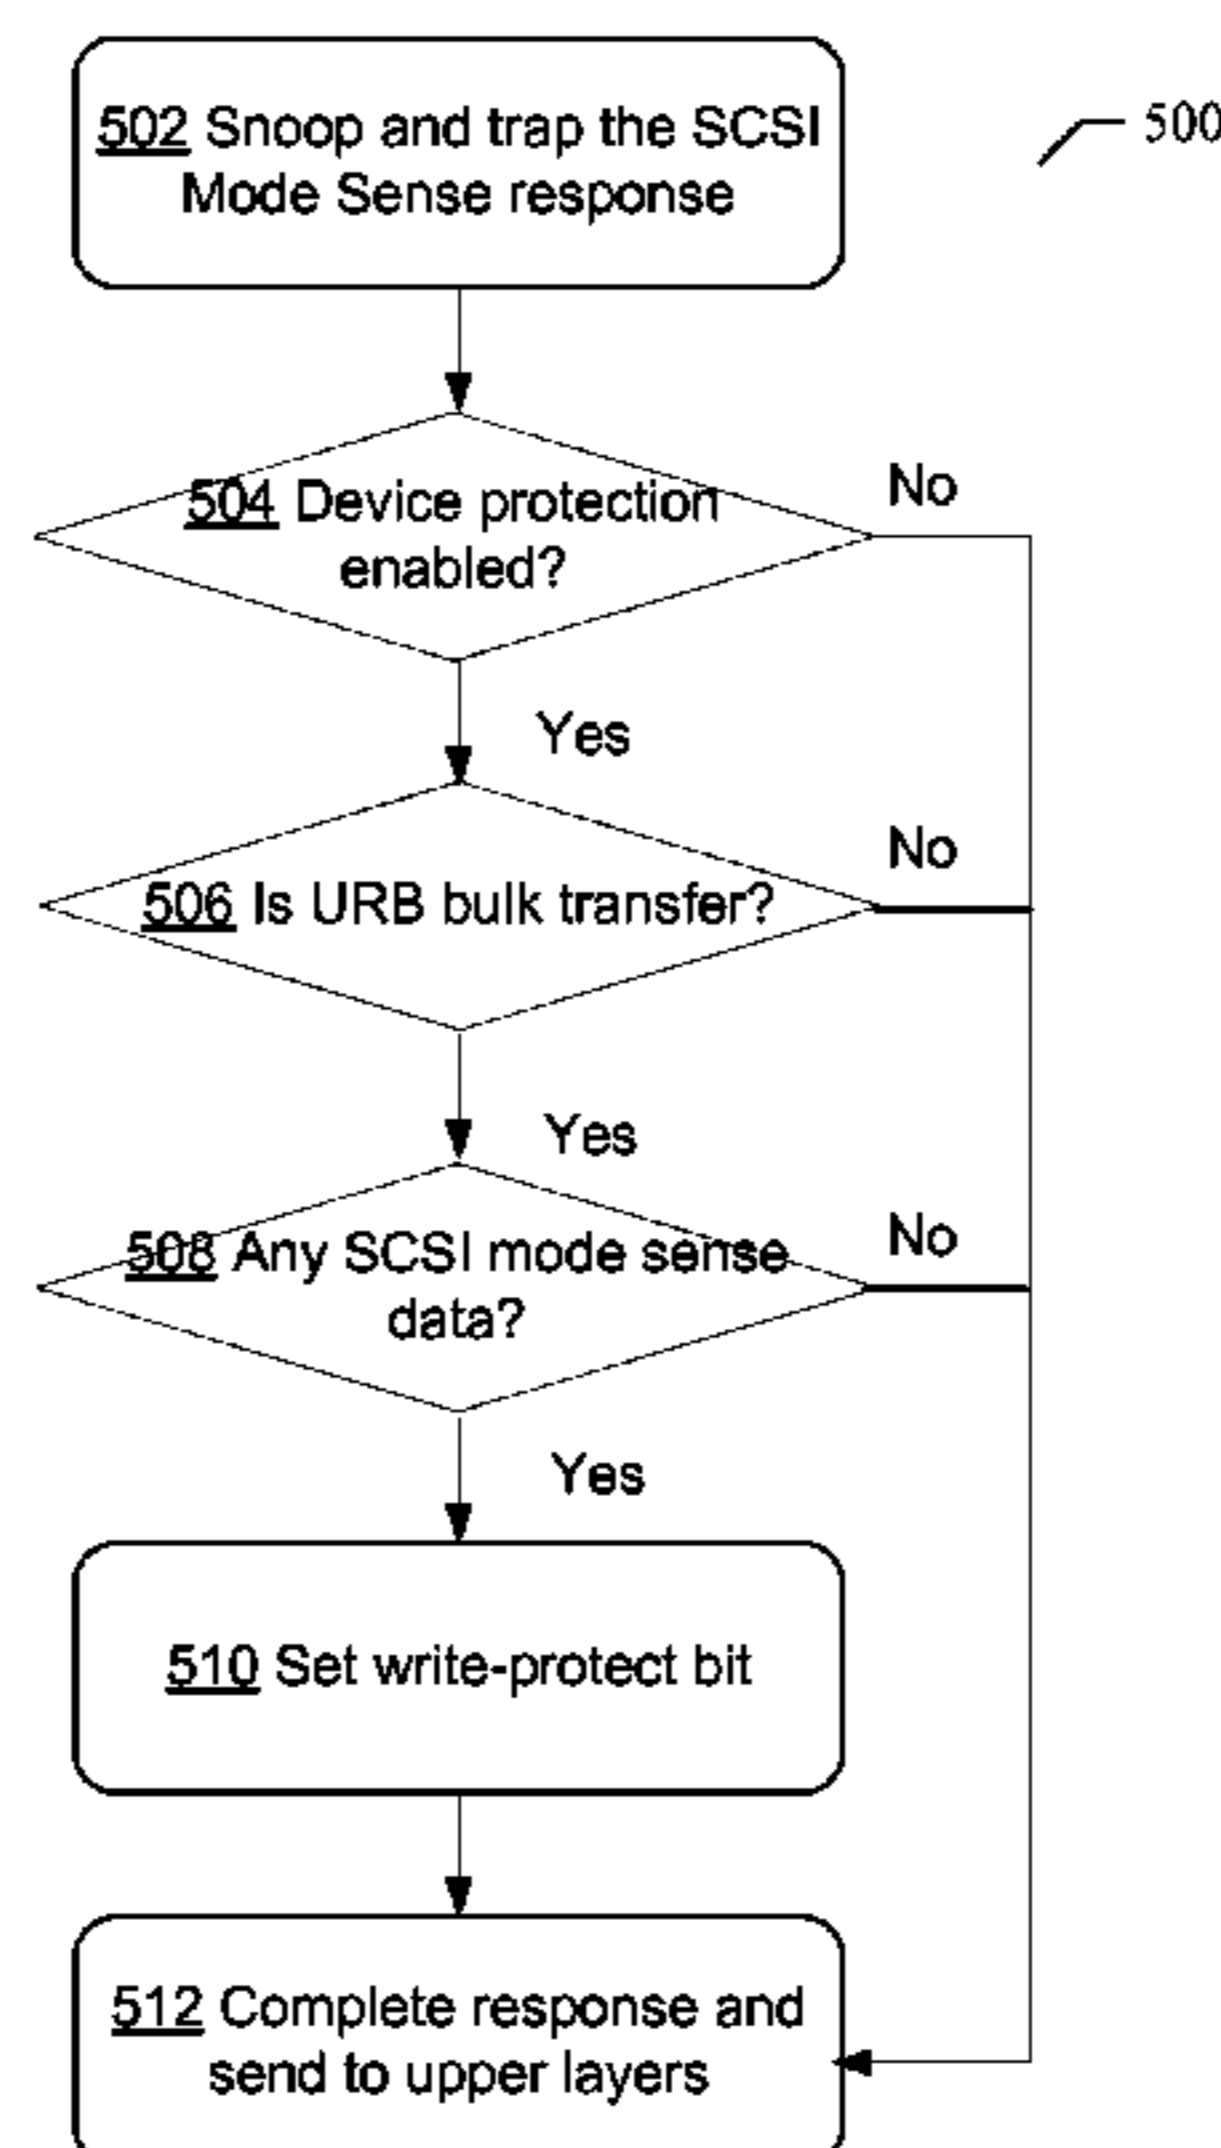 502 Snoop and trap the SCSI
Mode Sense response
500
504 Device protection
enabled?
No
Yes
506 Is URB bulk transfer?
No
Yes
508 Any SCSI mode sense
data?
No
Yes
510 Set write-protect bit
512 Complete response and
send to upper layers